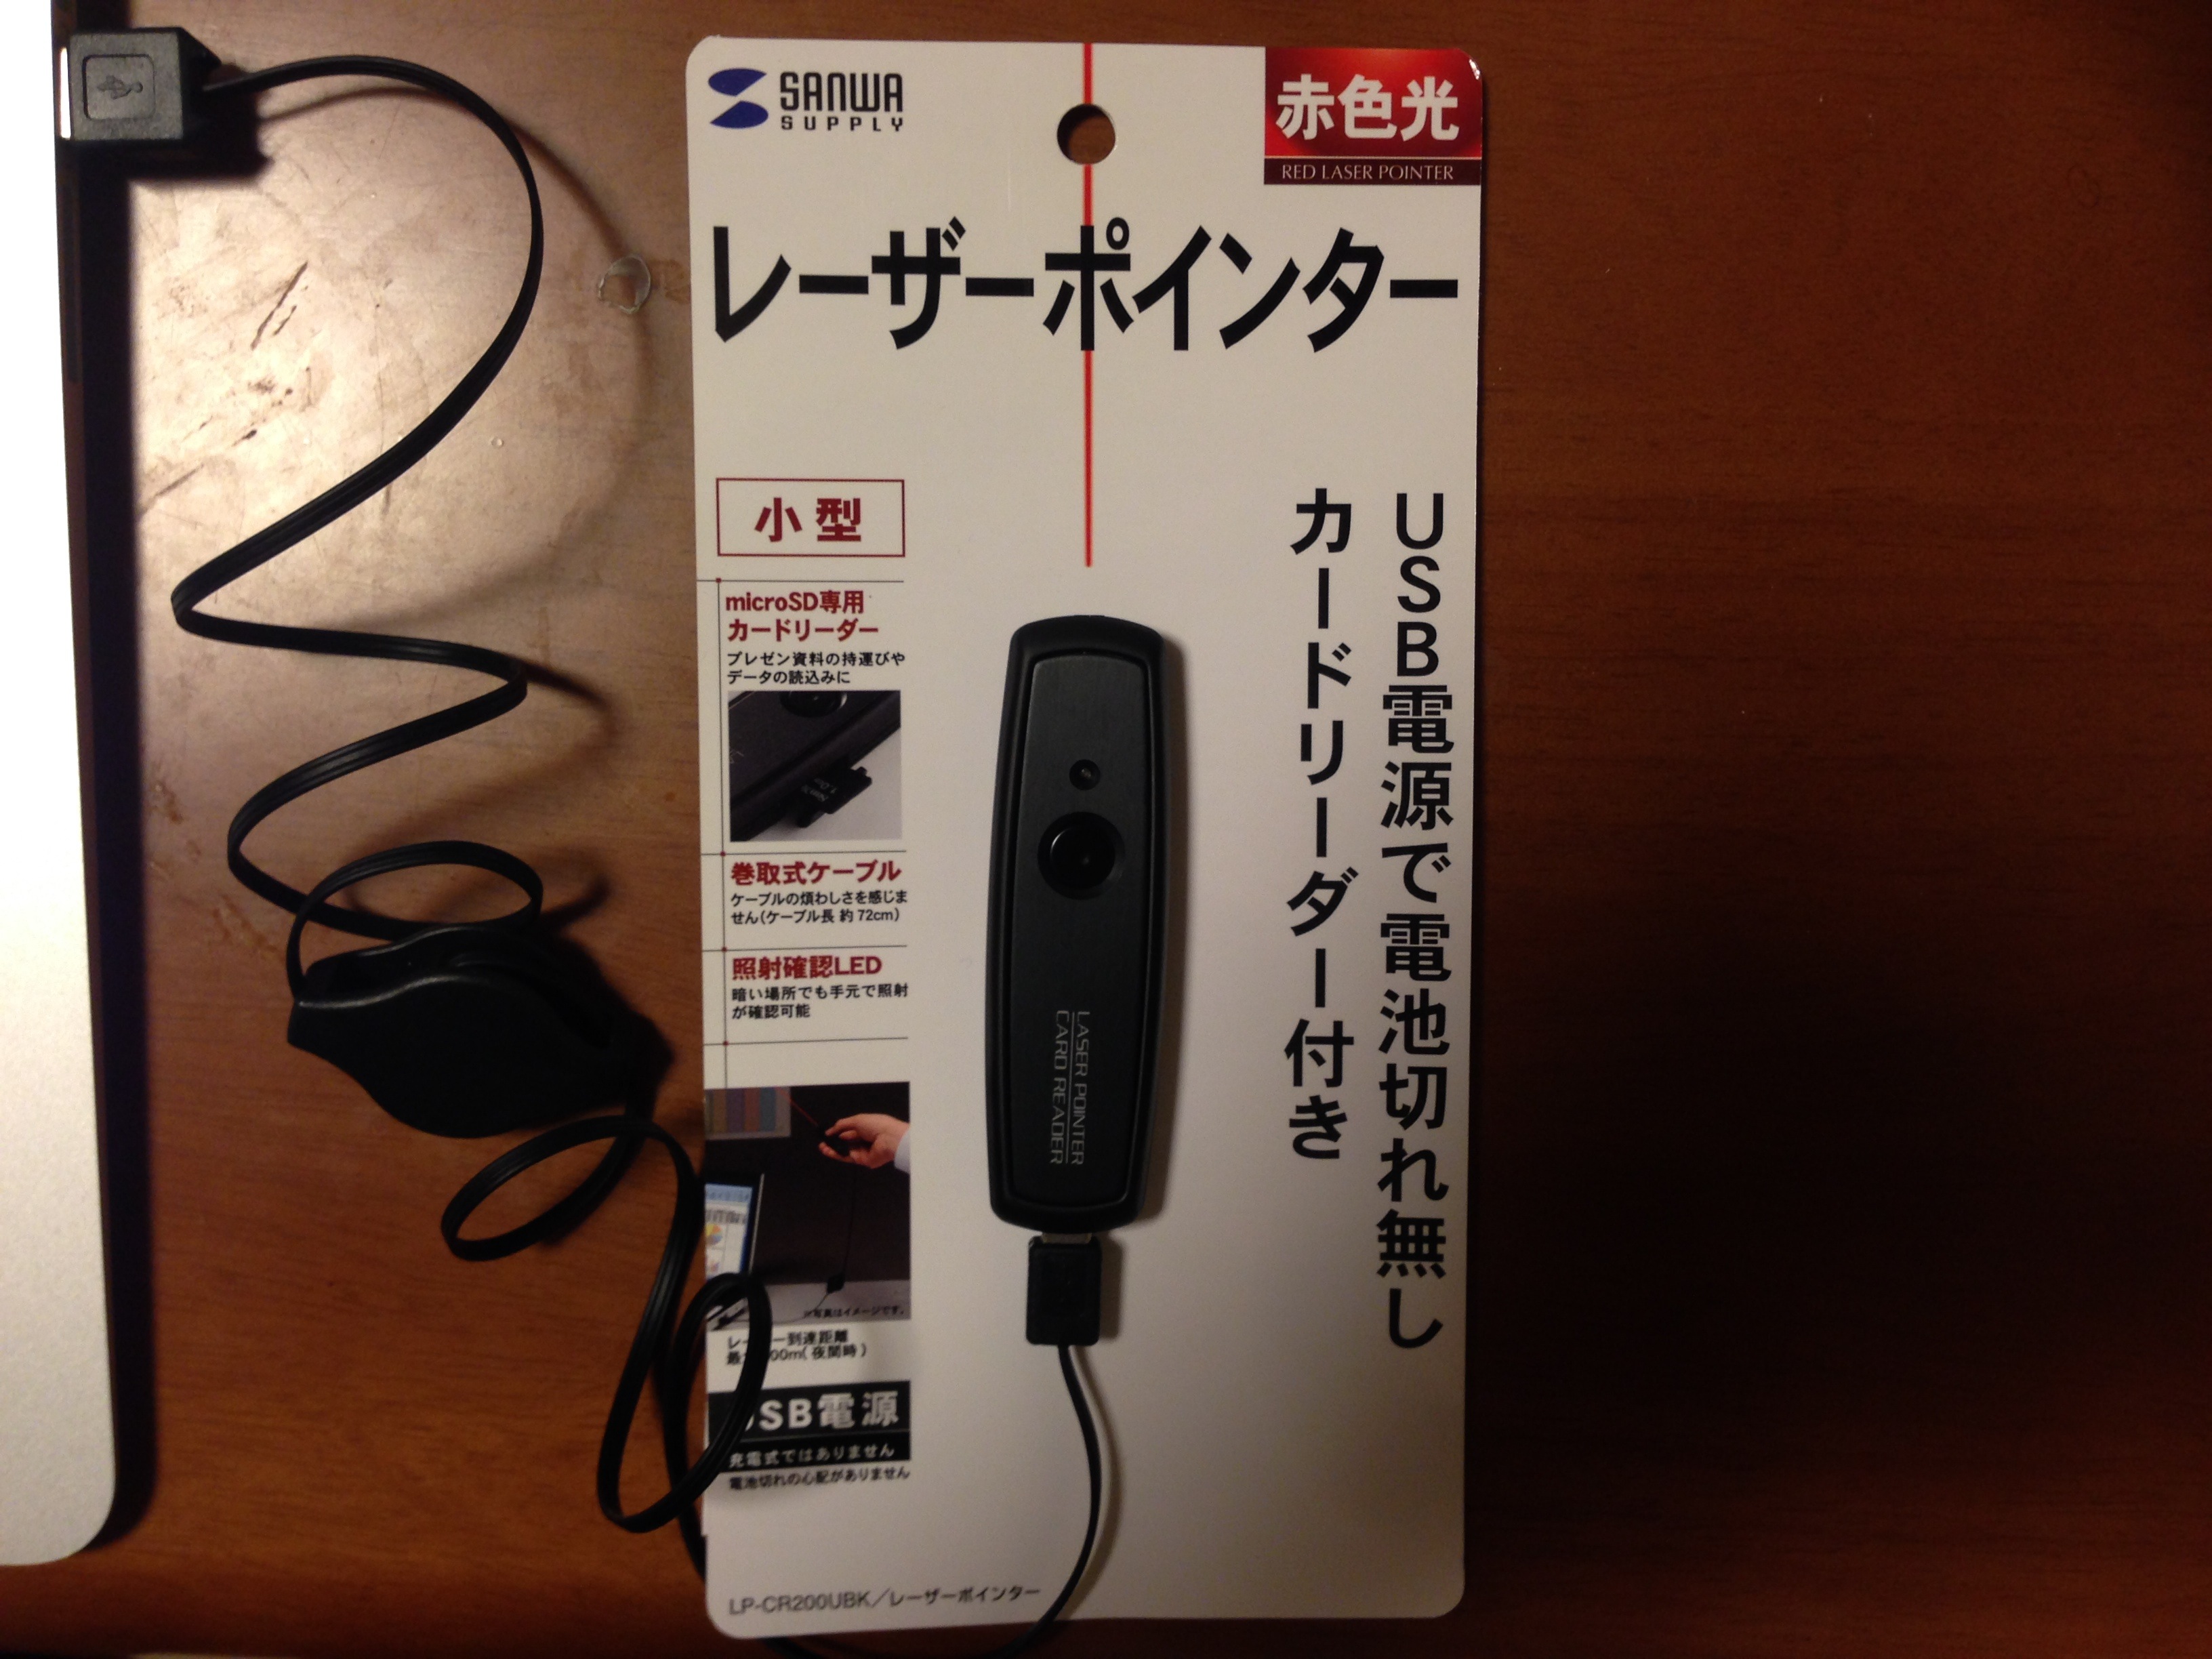 SANWA
SUPPLY
赤色光
RED LASER POINTER
レーザーポインター
USB電源で電池切れ無し
カードリーダー付き
小型
microSD専用
カードリーダー
プレゼン資料の持運びや
データの読込みに
巻取式ケーブル
ケーブルの煩わしさを感じま
せん(ケーブル長 約72cm)
照射確認LED
暗い場所でも手元で照射
が確認可能
LASER POINTER
CARD READER
※写真はイメージです。
到達距離
00m(夜間時)
SB電源
充電式ではありません
電池切れの心配がありません
LP-CR200UBK/レーザーポインター